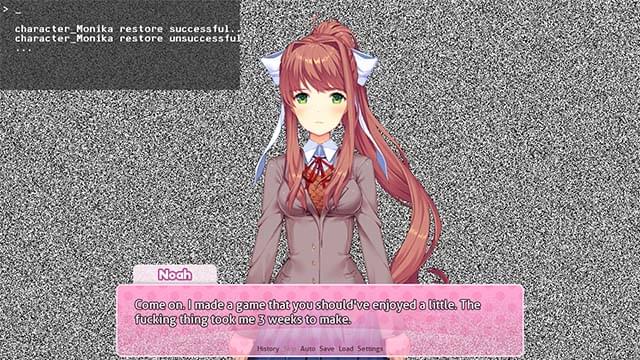 > _
character_Monika restore successful.
character_Monika restore unsuccessful
...
Noah
Come on. I made a game that you should've enjoyed a little. The
fucking thing took me 3 weeks to make.
History Skip Auto Save Load Settings